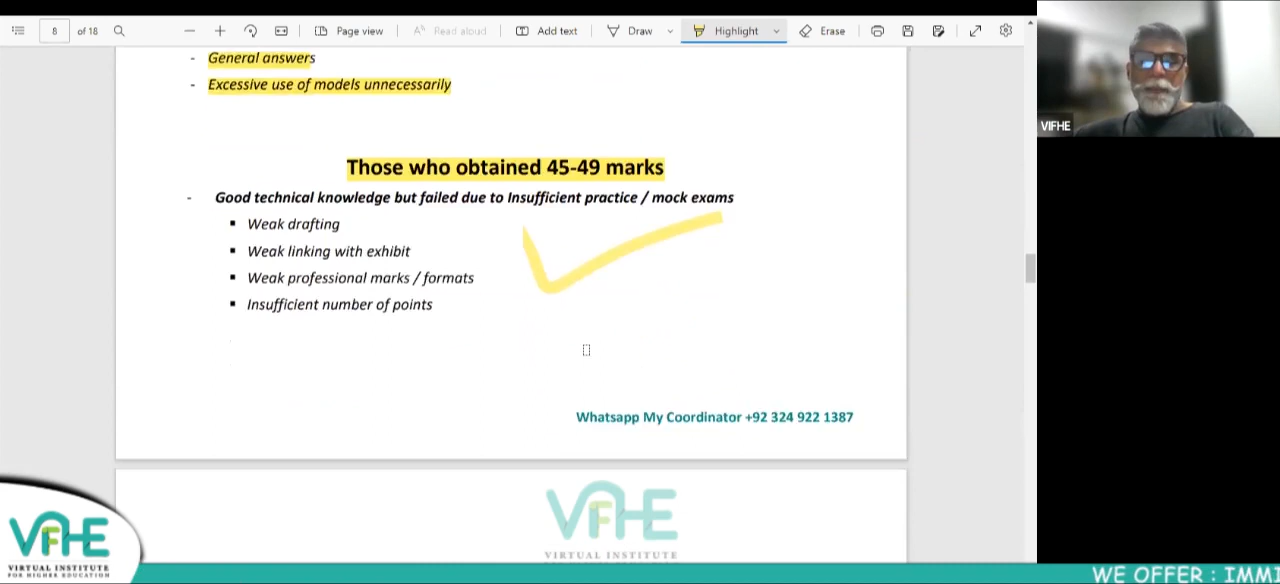 8 of 18 Page view Read aloud Add text Draw Highlight Erase
- General answers
- Excessive use of models unnecessarily
VIFHE
Those who obtained 45-49 marks
- Good technical knowledge but failed due to Insufficient practice / mock exams
▪ Weak drafting
▪ Weak linking with exhibit
▪ Weak professional marks / formats
▪ Insufficient number of points
Whatsapp My Coordinator +92 324 922 1387
VIFHE
VIRTUAL INSTITUTE
VIFHE
VIRTUAL INSTITUTE
FOR HIGHER EDUCATION
WE OFFER : IMMI